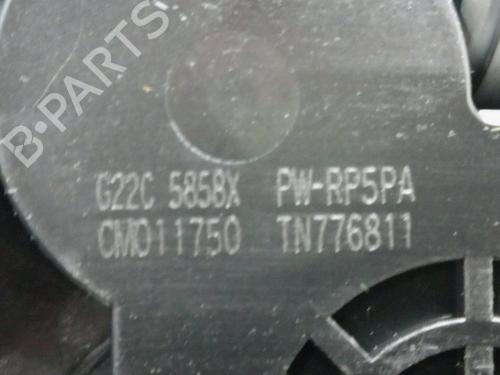 B-PARTS
G22C 5858X PW-RP5PA
CM011750 TN776811